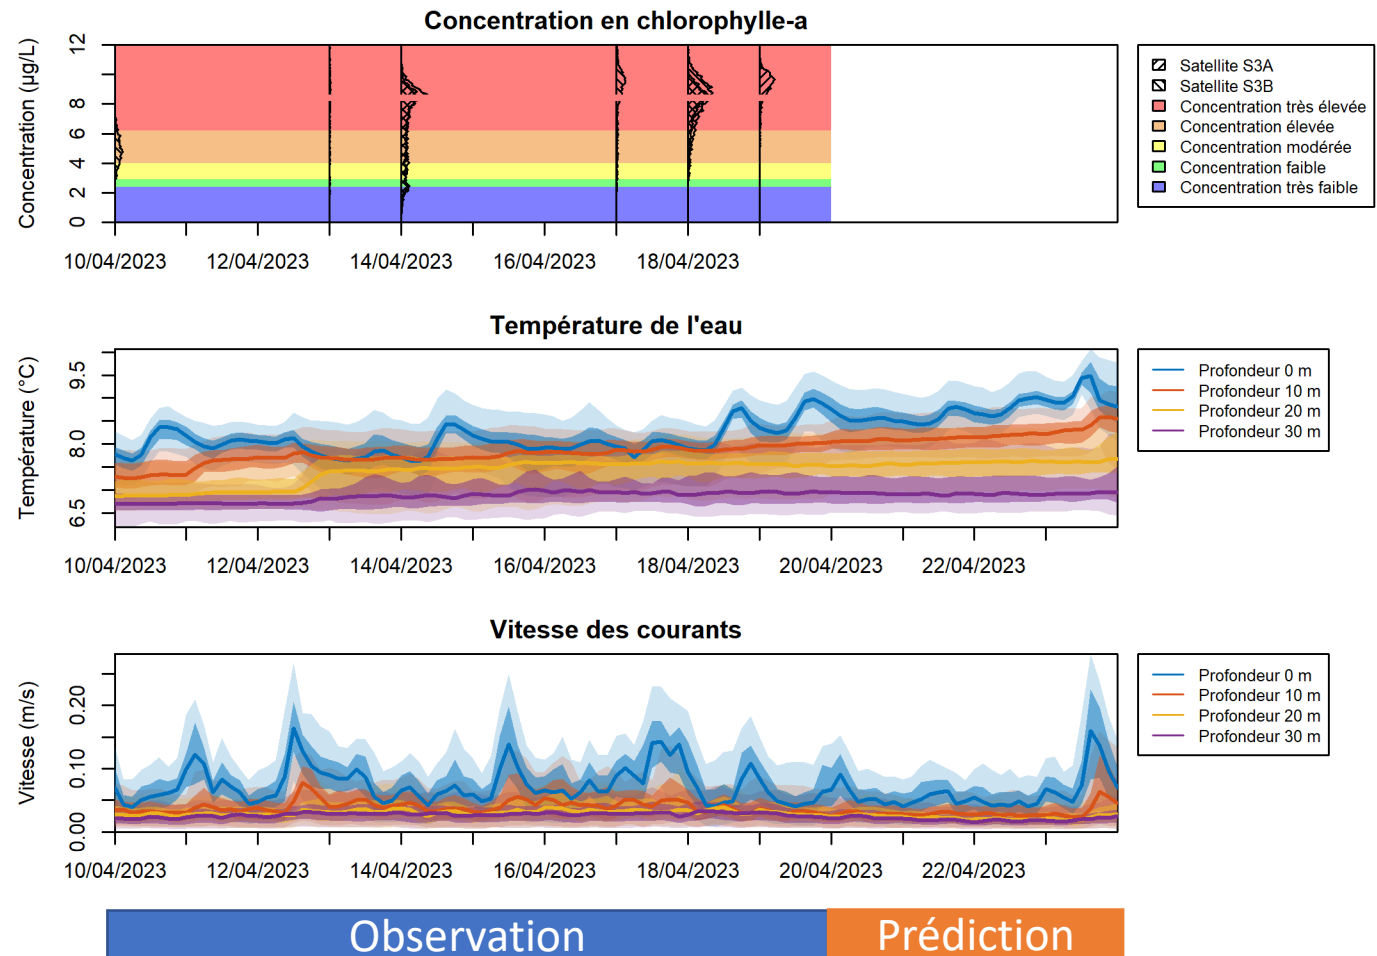 Concentration en chlorophylle-a
Concentration (µg/L)
12
8
6
4
2
0
10/04/2023 12/04/2023 14/04/2023 16/04/2023 18/04/2023
Satellite S3A
Satellite S3B
Concentration très élevée
Concentration élevée
Concentration modérée
Concentration faible
Concentration très faible
Température de l'eau
Température (°C)
9.5
8.0
6.5
10/04/2023 12/04/2023 14/04/2023 16/04/2023 18/04/2023 20/04/2023 22/04/2023
Profondeur 0 m
Profondeur 10 m
Profondeur 20 m
Profondeur 30 m
Vitesse des courants
Vitesse (m/s)
0.20
0.10
0.00
10/04/2023 12/04/2023 14/04/2023 16/04/2023 18/04/2023 20/04/2023 22/04/2023
Profondeur 0 m
Profondeur 10 m
Profondeur 20 m
Profondeur 30 m
Observation Prédiction